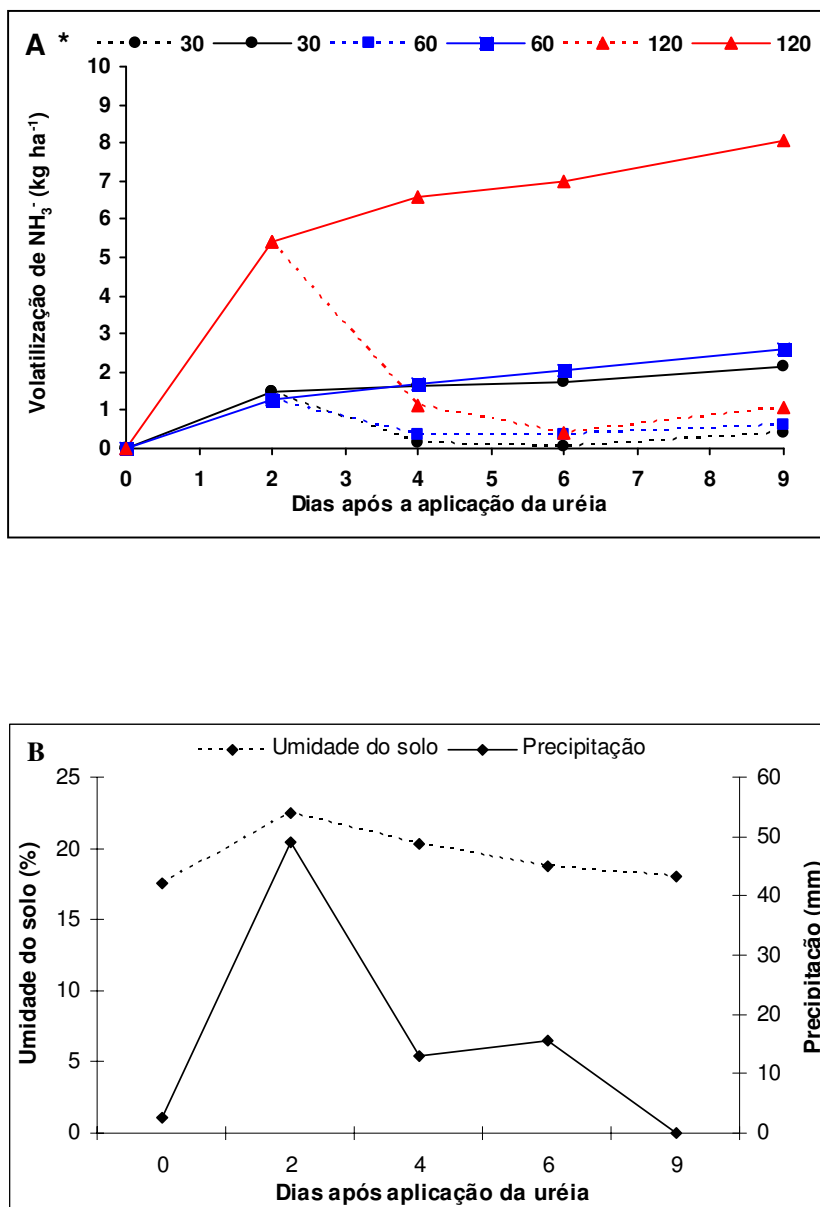 A * 30 30 60 60 120 120
10
9
8
7
6
5
4
3
2
1
0
Volatilização de NH₃⁻ (kg ha⁻¹)
0 1 2 3 4 5 6 7 8 9
Dias após a aplicação da uréia
B Umidade do solo Precipitação
25
20
15
10
5
0
Umidade do solo (%)
60
50
40
30
20
10
0
Precipitação (mm)
0 2 4 6 9
Dias após aplicação da uréia